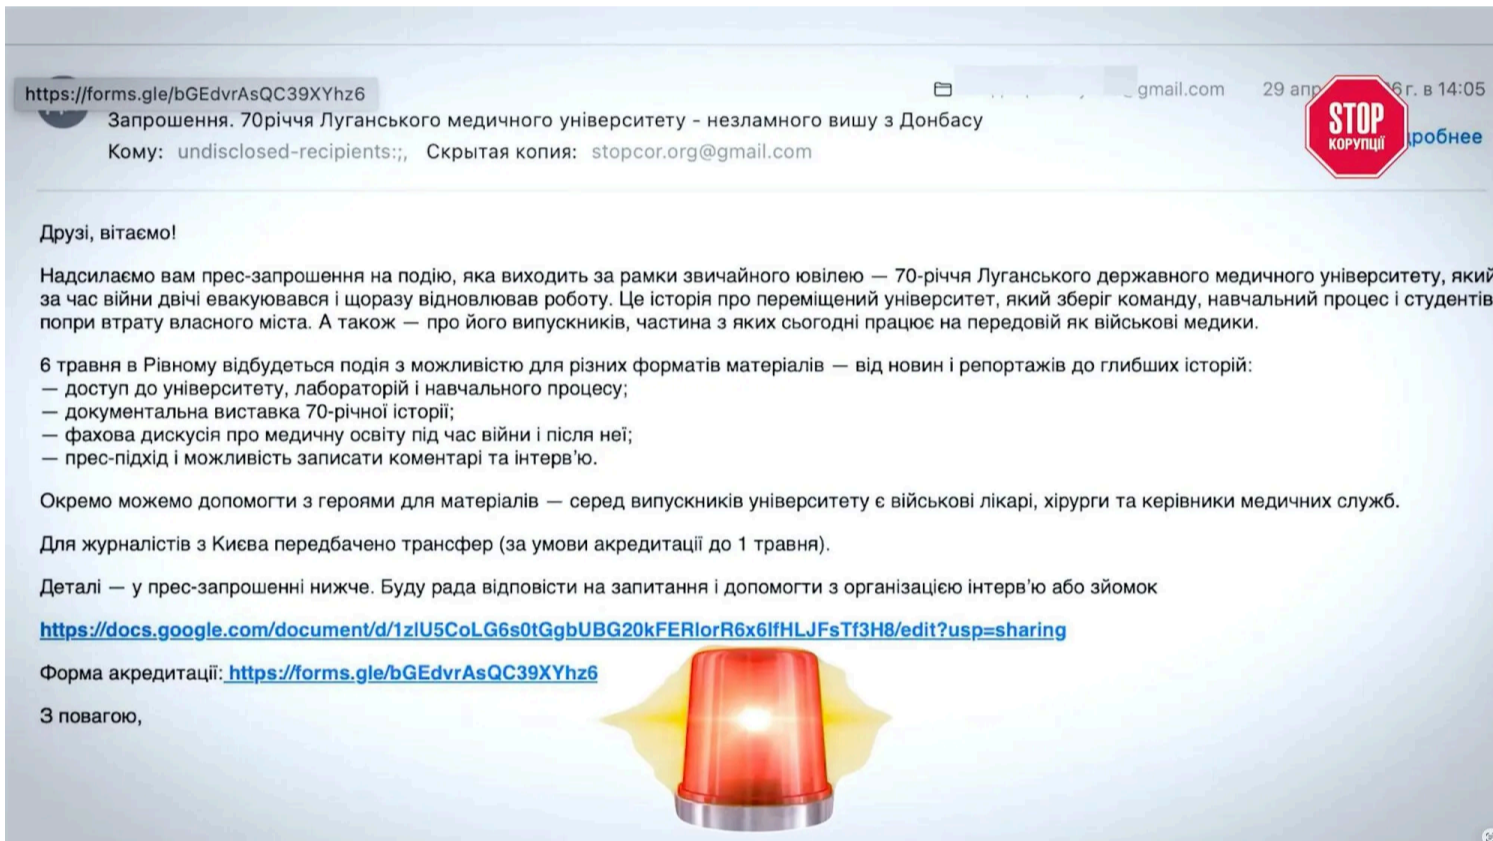 https://forms.gle/bGEdvrAsQC39XYhz6
gmail.com 29 апр 6 г. в 14:05
Запрошення. 70річчя Луганського медичного університету - незламного вишу з Донбасу
Кому: undisclosed-recipients:;, Скрытая копия: stopcor.org@gmail.com
робнее
STOP
КОРУПЦІЇ
Друзі, вітаємо!
Надсилаємо вам прес-запрошення на подію, яка виходить за рамки звичайного ювілею — 70-річчя Луганського державного медичного університету, який
за час війни двічі евакуювався і щоразу відновлював роботу. Це історія про переміщений університет, який зберіг команду, навчальний процес і студентів
попри втрату власного міста. А також — про його випускників, частина з яких сьогодні працює на передовій як військові медики.
6 травня в Рівному відбудеться подія з можливістю для різних форматів матеріалів — від новин і репортажів до глибших історій:
— доступ до університету, лабораторій і навчального процесу;
— документальна виставка 70-річної історії;
— фахова дискусія про медичну освіту під час війни і після неї;
— прес-підхід і можливість записати коментарі та інтерв'ю.
Окремо можемо допомогти з героями для матеріалів — серед випускників університету є військові лікарі, хірурги та керівники медичних служб.
Для журналістів з Києва передбачено трансфер (за умови акредитації до 1 травня).
Деталі — у прес-запрошенні нижче. Буду рада відповісти на запитання і допомогти з організацією інтерв'ю або зйомок
https://docs.google.com/document/d/1zlU5CoLG6s0tGgbUBG20kFERlorR6x6lfHLJFsTf3H8/edit?usp=sharing
Форма акредитації: https://forms.gle/bGEdvrAsQC39XYhz6
З повагою,